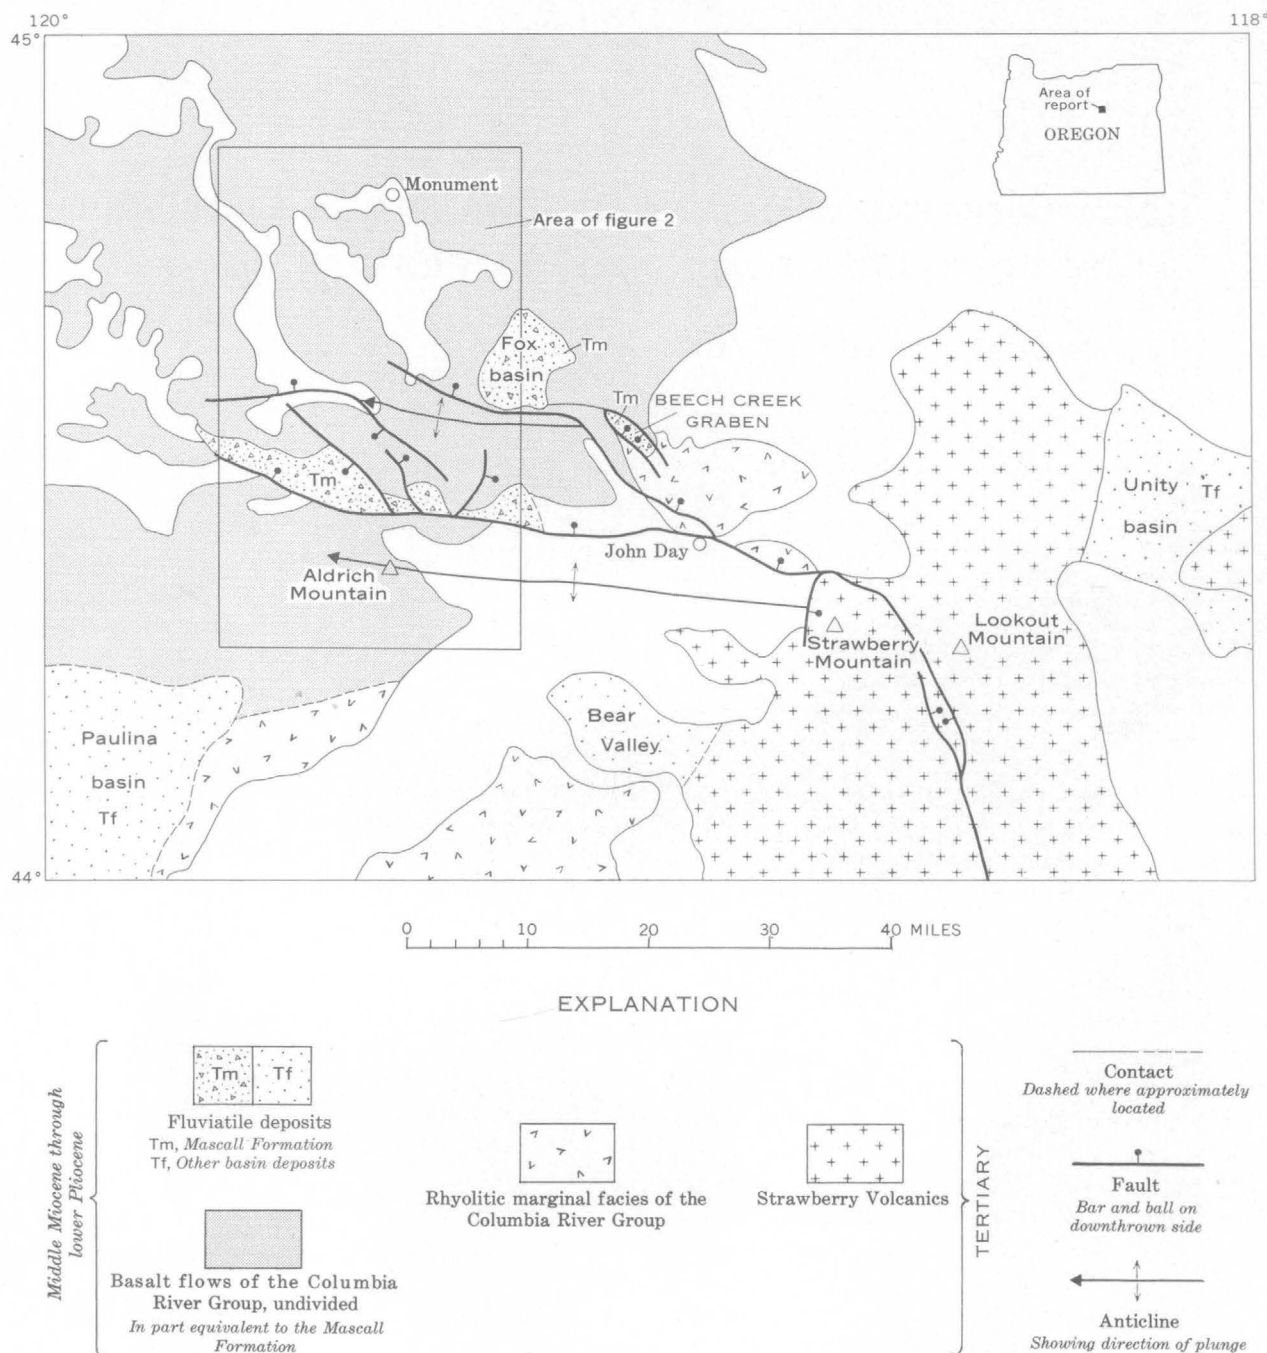 120°
118°
45°
Area of
report
OREGON
Monument
Area of figure 2
Fox
basin
Tm
Tm
BEECH CREEK
GRABEN
Tm
Unity
basin
Tf
John Day
Aldrich
Mountain
Lookout
Mountain
Strawberry
Mountain
Paulina
basin
Tf
Bear
Valley
44°
0 10 20 30 40 MILES
EXPLANATION
Middle Miocene through
lower Pliocene
Tm Tf
Fluviatile deposits
Tm, Mascall Formation
Tf, Other basin deposits
Basalt flows of the Columbia
River Group, undivided
In part equivalent to the Mascall
Formation
Rhyolitic marginal facies of the
Columbia River Group
Strawberry Volcanics
TERTIARY
Contact
Dashed where approximately
located
Fault
Bar and ball on
downthrown side
Anticline
Showing direction of plunge